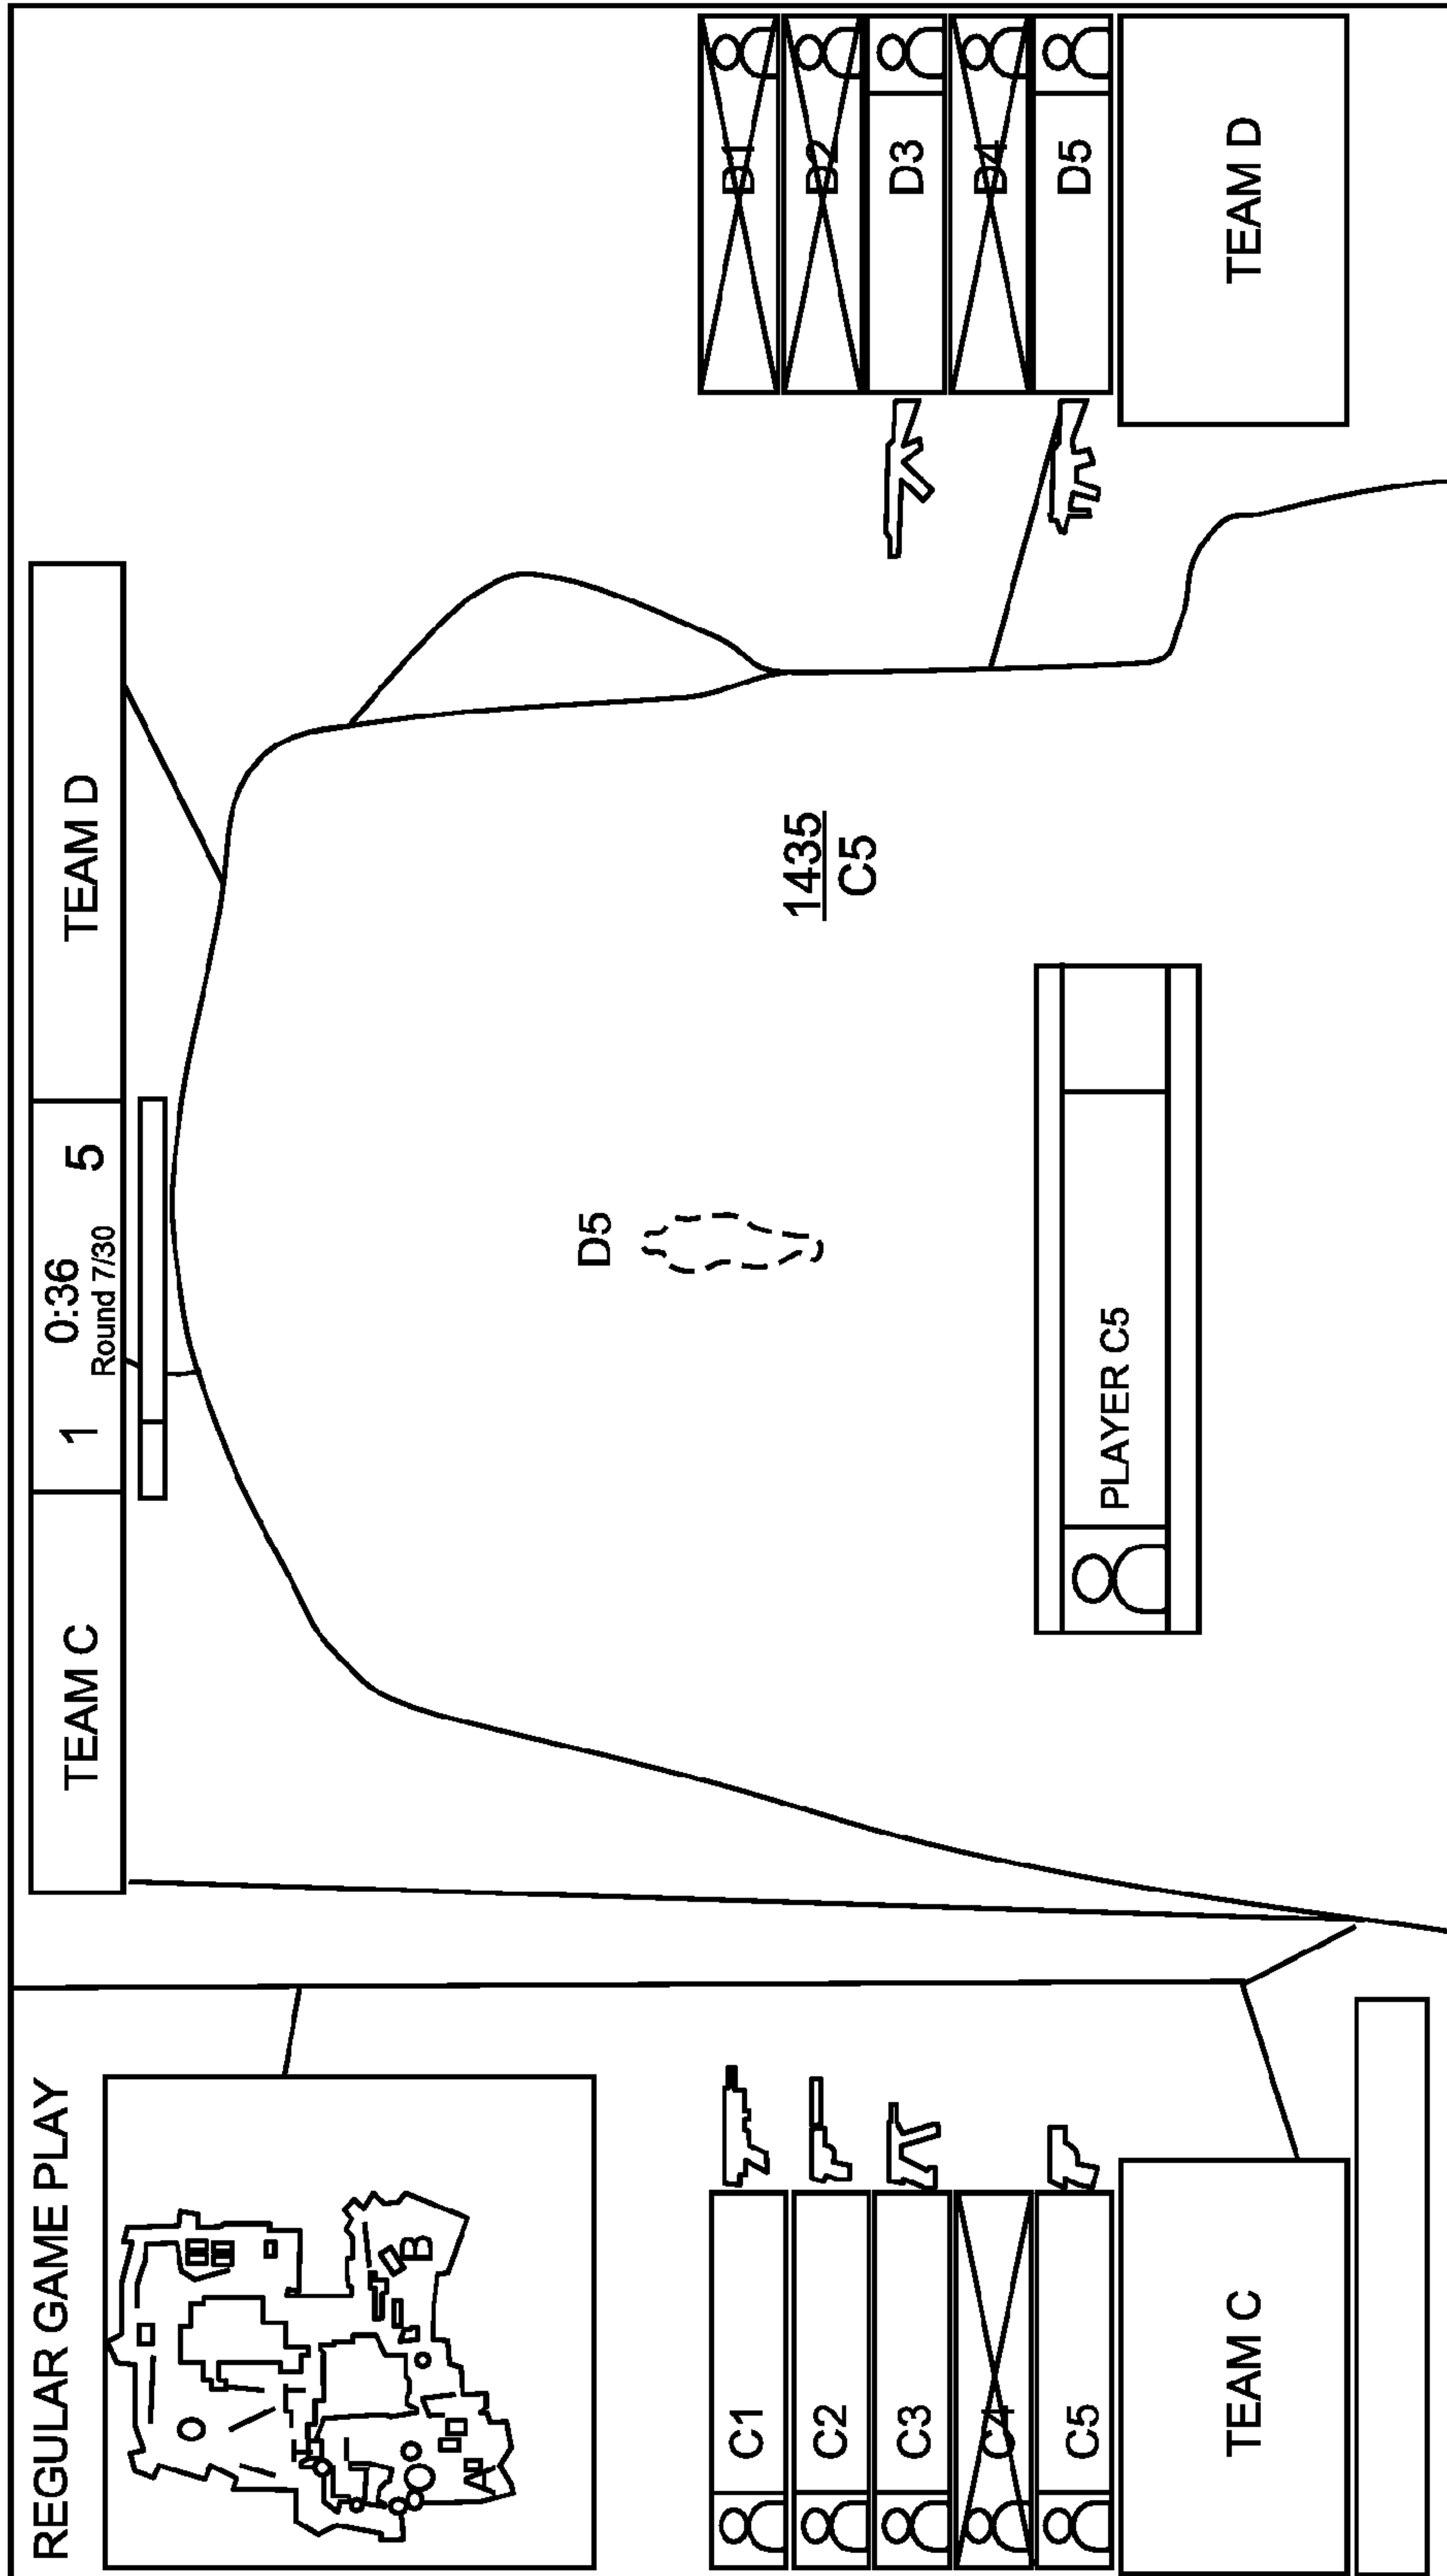 REGULAR GAME PLAY
TEAM C
1
0:36
5
Round 7/30
TEAM D
B
A
D5
1435
C5
C1
C2
C3
C4
C5
D1
D2
D3
D4
D5
PLAYER C5
TEAM C
TEAM D